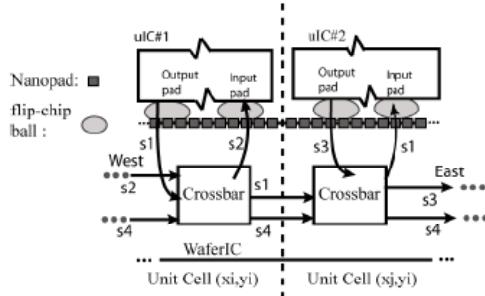 uIC#1
uIC#2
Nanopad:
Output pad
Input pad
Output pad
Input pad
flip-chip ball :
s1
s2
s3
s1
West
East
s2
Crossbar
s1
Crossbar
s3
s4
s4
s4
WaferIC
Unit Cell (xi,yi)
Unit Cell (xj,yi)